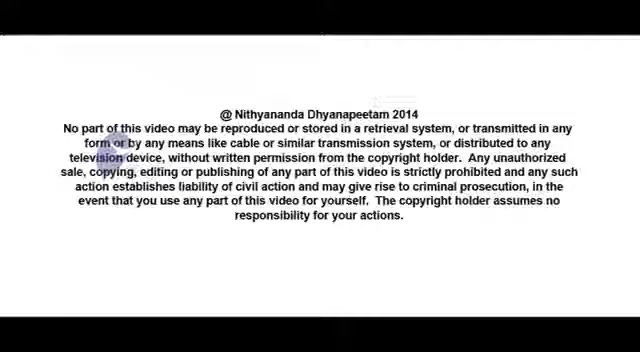 @ Nithyananda Dhyanapeetam 2014
No part of this video may be reproduced or stored in a retrieval system, or transmitted in any
form or by any means like cable or similar transmission system, or distributed to any
television device, without written permission from the copyright holder. Any unauthorized
sale, copying, editing or publishing of any part of this video is strictly prohibited and any such
action establishes liability of civil action and may give rise to criminal prosecution, in the
event that you use any part of this video for yourself. The copyright holder assumes no
responsibility for your actions.